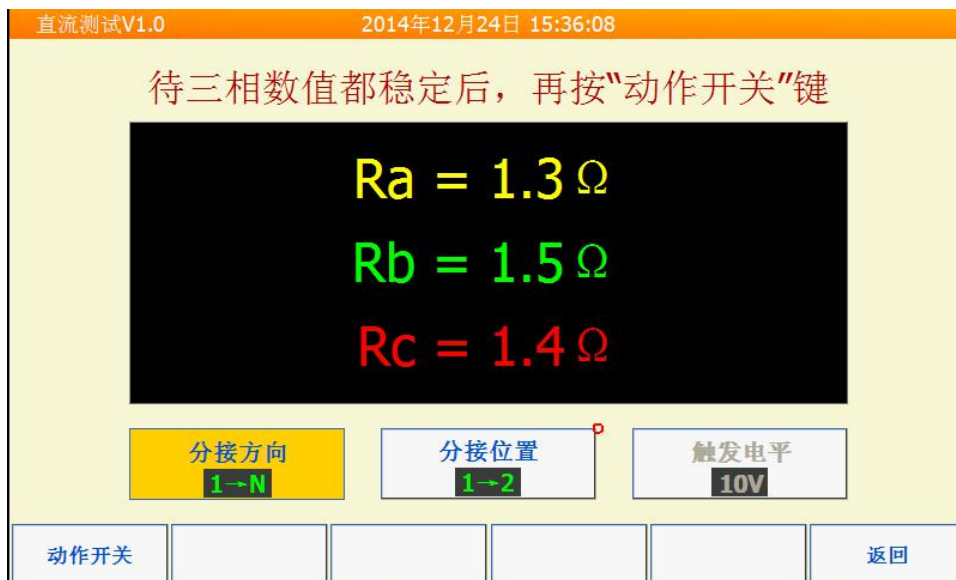 直流测试V1.0 2014年12月24日 15:36:08
待三相数值都稳定后，再按“动作开关”键
Ra = 1.3 Ω
Rb = 1.5 Ω
Rc = 1.4 Ω
分接方向 分接位置 触发电平
1→N 1→2 10V
动作开关 返回